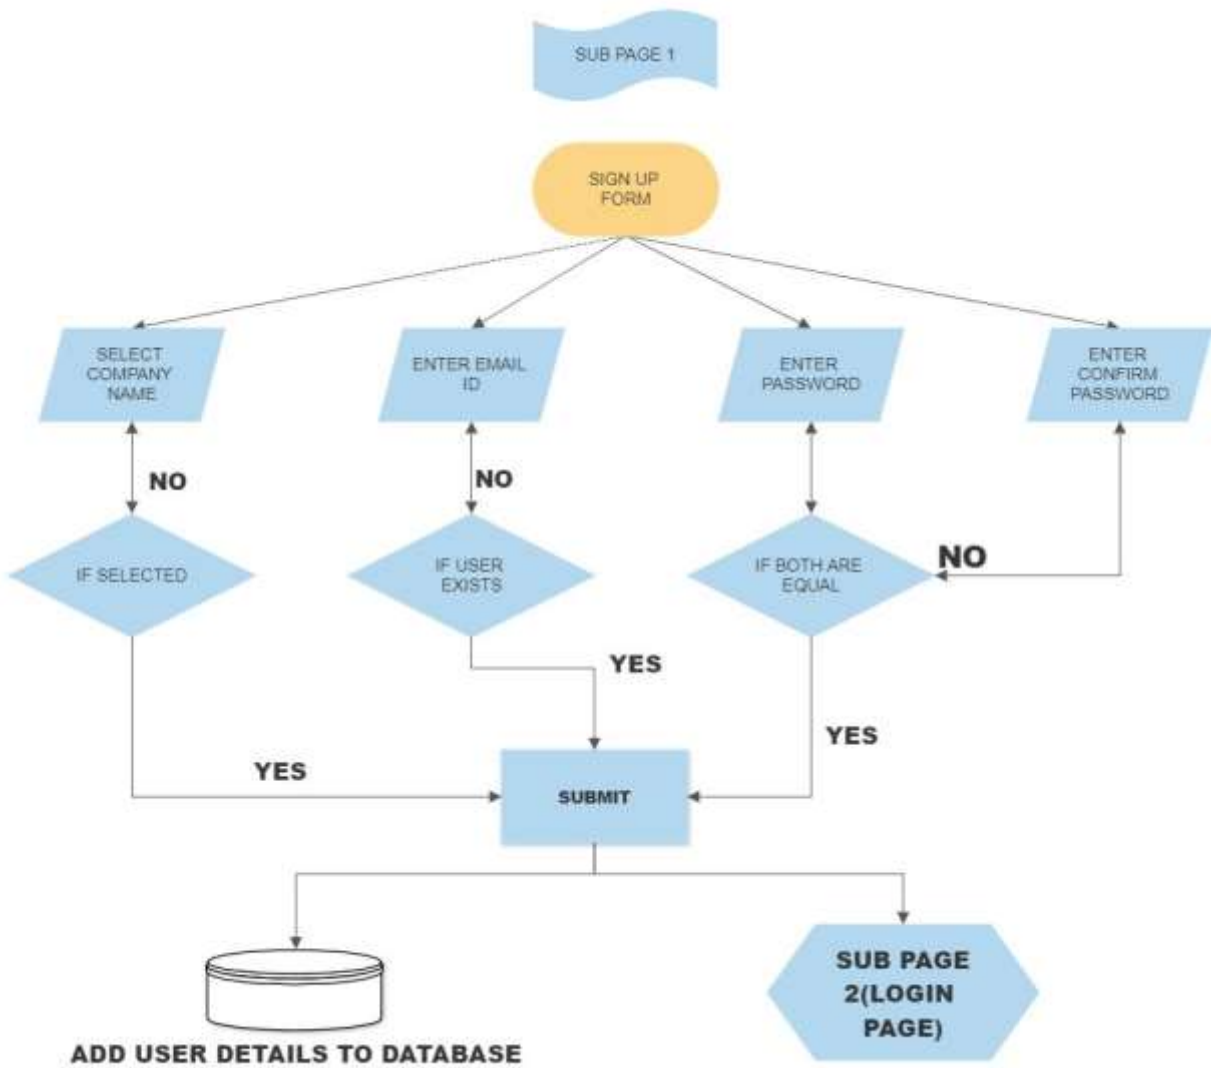 SUB PAGE 1
SIGN UP
FORM
SELECT
COMPANY
NAME
ENTER EMAIL
ID
ENTER
PASSWORD
ENTER
CONFIRM
PASSWORD
NO
NO
IF SELECTED
IF USER
EXISTS
IF BOTH ARE
EQUAL
NO
YES
YES
YES
SUBMIT
SUB PAGE
2(LOGIN
PAGE)
ADD USER DETAILS TO DATABASE